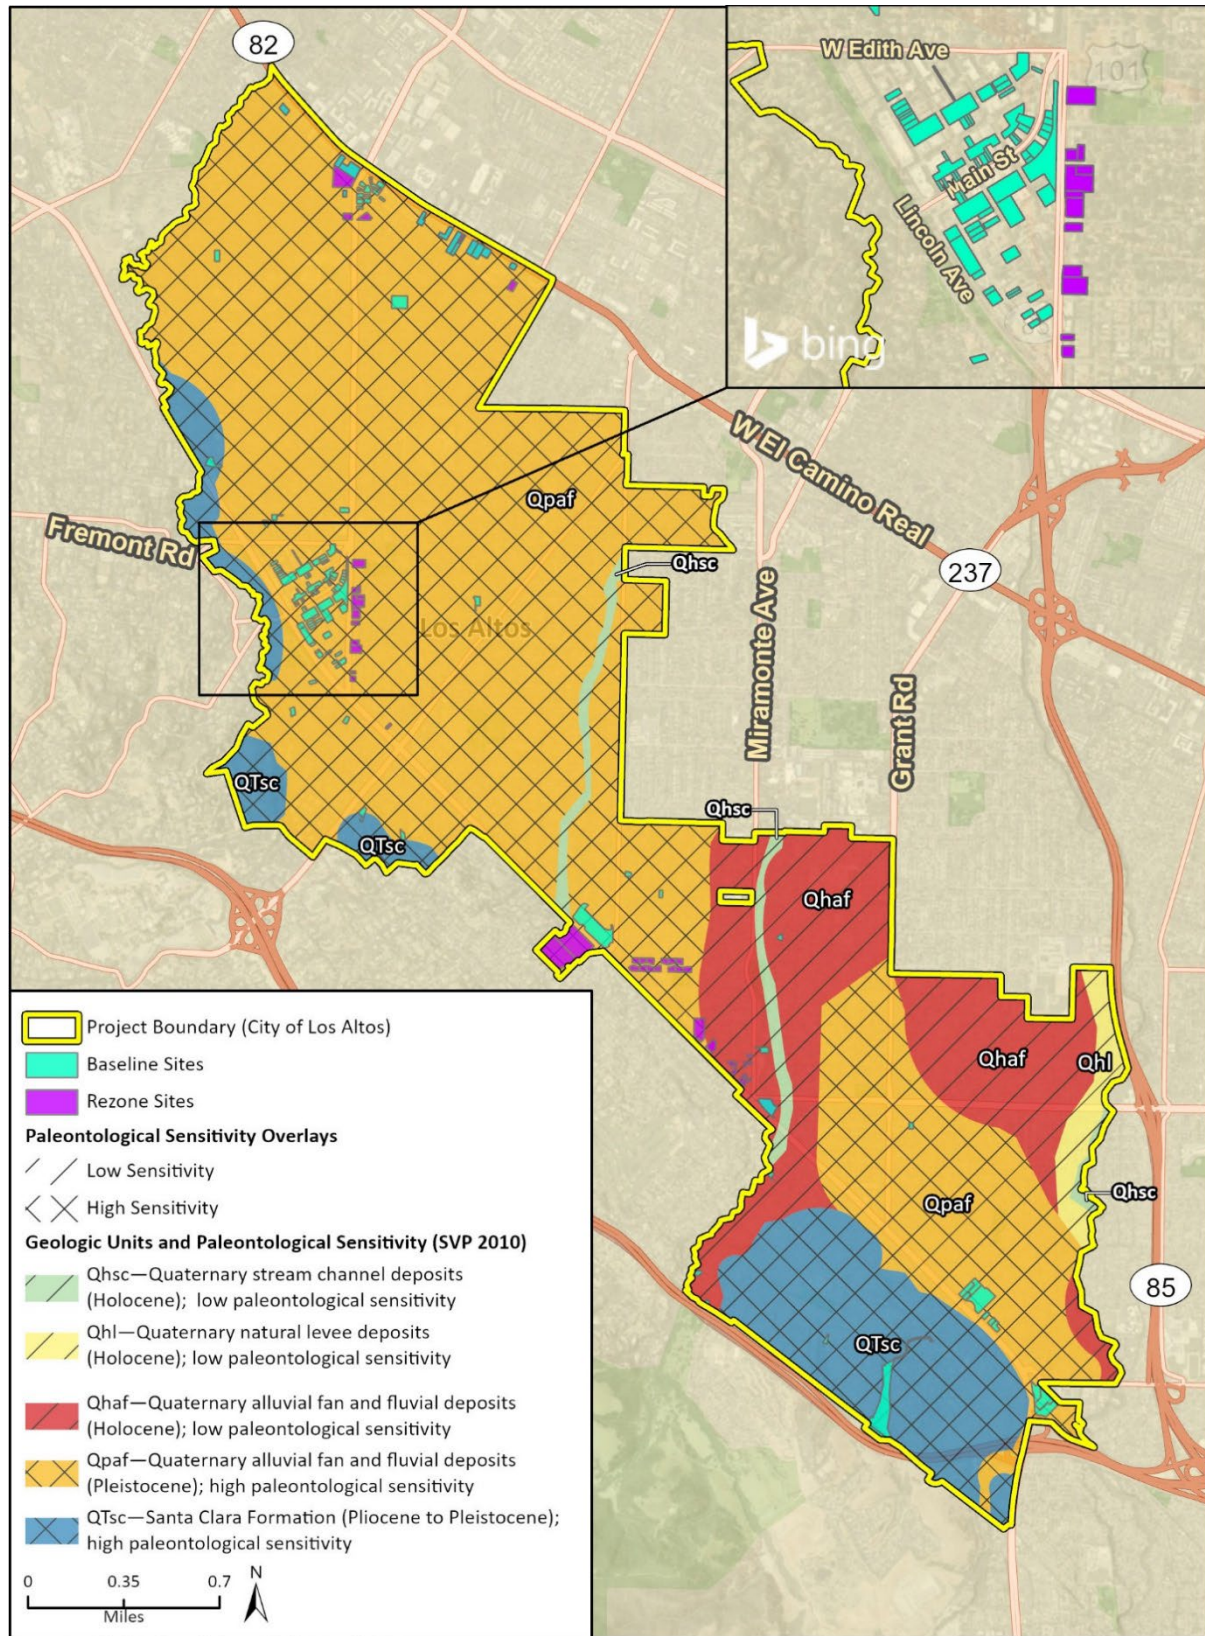 82
W Edith Ave
101
Main St
Lincoln Ave
bing
W El Camino Real
Qpaf
Fremont Rd
Qhsc
237
Los Altos
Miramonte Ave
Grant Rd
QTsc
Qhsc
QTsc
Qhaf
Qhaf
Qhl
Qhsc
Qpaf
85
QTsc
Project Boundary (City of Los Altos)
Baseline Sites
Rezone Sites
Paleontological Sensitivity Overlays
Low Sensitivity
High Sensitivity
Geologic Units and Paleontological Sensitivity (SVP 2010)
Qhsc—Quaternary stream channel deposits
(Holocene); low paleontological sensitivity
Qhl—Quaternary natural levee deposits
(Holocene); low paleontological sensitivity
Qhaf—Quaternary alluvial fan and fluvial deposits
(Holocene); low paleontological sensitivity
Qpaf—Quaternary alluvial fan and fluvial deposits
(Pleistocene); high paleontological sensitivity
QTsc—Santa Clara Formation (Pliocene to Pleistocene);
high paleontological sensitivity
0 0.35 0.7
Miles
N